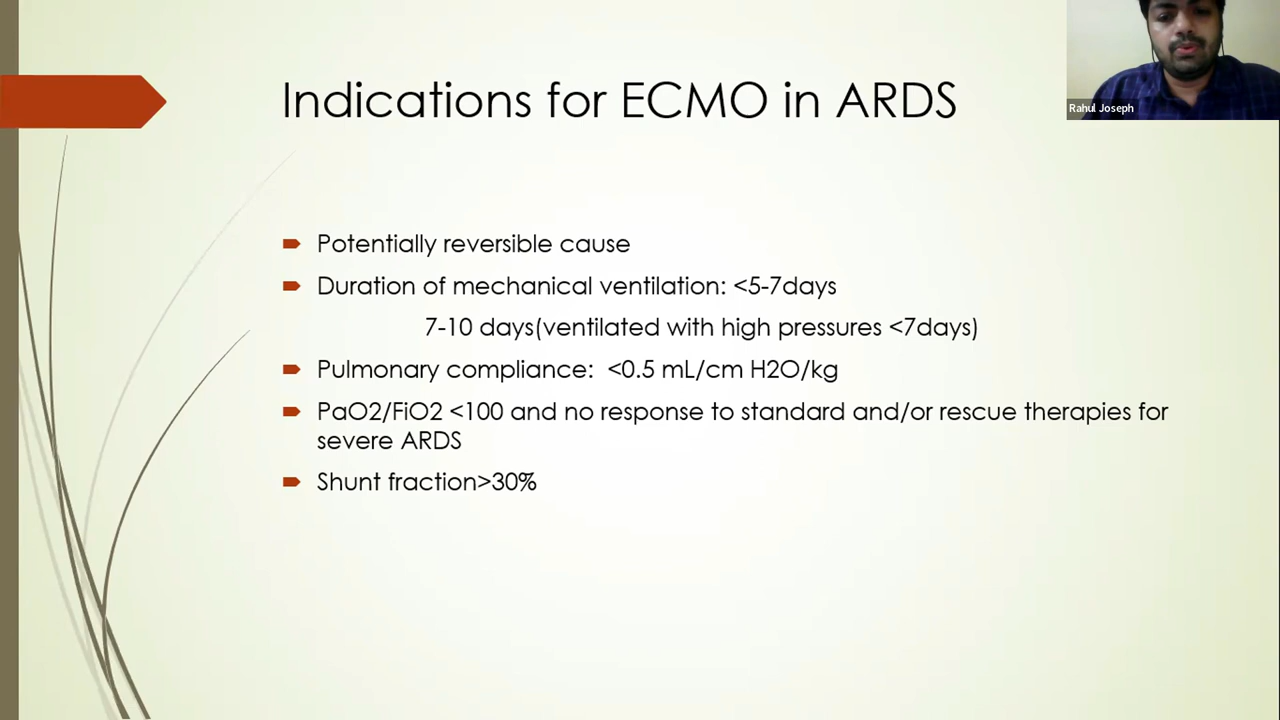 Indications for ECMO in ARDS
Rahul Joseph
Potentially reversible cause
Duration of mechanical ventilation: <5-7days
7-10 days(ventilated with high pressures <7days)
Pulmonary compliance: <0.5 mL/cm H2O/kg
PaO2/FiO2 <100 and no response to standard and/or rescue therapies for
severe ARDS
Shunt fraction>30%